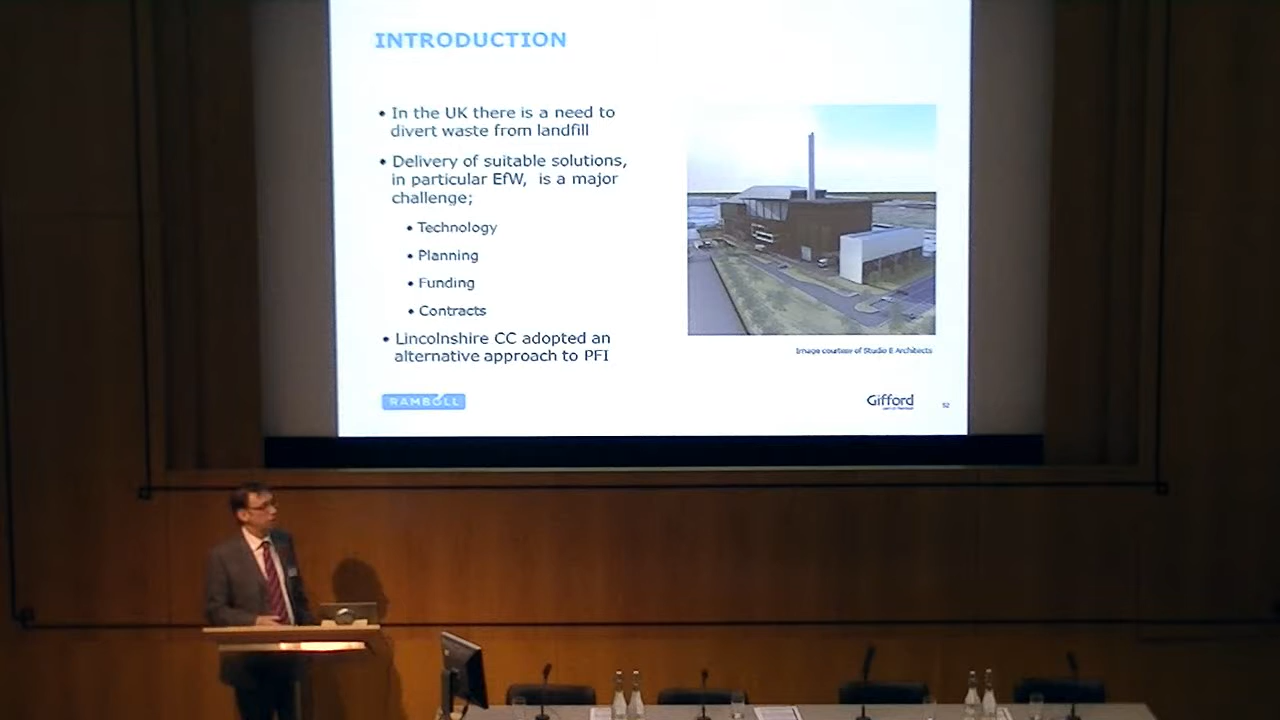 INTRODUCTION
• In the UK there is a need to
divert waste from landfill
• Delivery of suitable solutions,
in particular EfW, is a major
challenge;
• Technology
• Planning
• Funding
• Contracts
• Lincolnshire CC adopted an
alternative approach to PFI
Image courtesy of Studio E Architects
RAMBOLL
Gifford
52